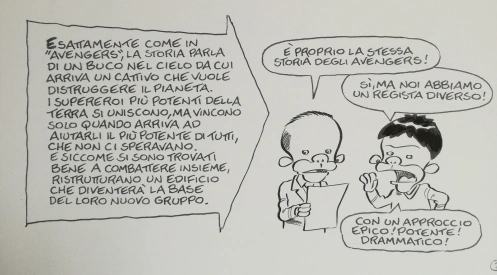 ESATTAMENTE COME IN
"AVENGERS", LA STORIA PARLA
DI UN BUCO NEL CIELO DA CUI
ARRIVA UN CATTIVO CHE VUOLE
DISTRUGGERE IL PIANETA.
I SUPEREROI PIÙ POTENTI DELLA
TERRA SI UNISCONO, MA VINCONO
SOLO QUANDO ARRIVA AD
AIUTARLI IL PIÙ POTENTE DI TUTTI,
CHE NON CI SPERAVANO.
E SICCOME SI SONO TROVATI
BENE A COMBATTERE INSIEME,
RISTRUTTURANO UN EDIFICIO
CHE DIVENTERÀ LA BASE
DEL LORO NUOVO GRUPPO.
È PROPRIO LA STESSA
STORIA DEGLI AVENGERS!
SÌ, MA NOI ABBIAMO
UN REGISTA DIVERSO!
CON UN APPROCCIO
EPICO! POTENTE!
DRAMMATICO!